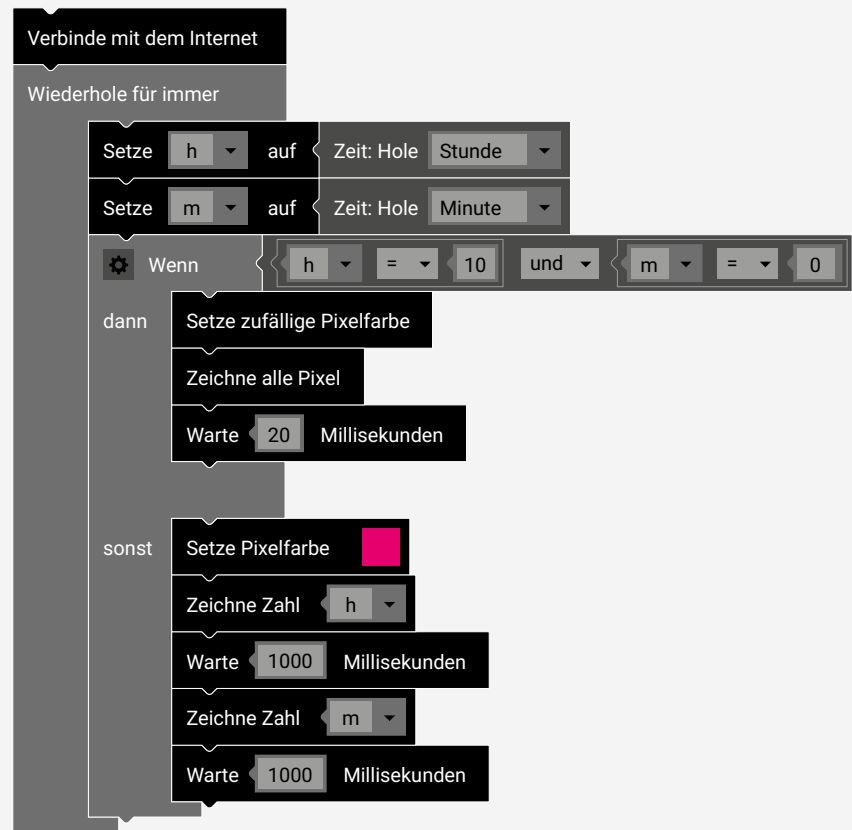 Verbinde mit dem Internet
Wiederhole für immer
Setze h auf Zeit: Hole Stunde
Setze m auf Zeit: Hole Minute
Wenn h = 10 und m = 0
dann Setze zufällige Pixelfarbe
Zeichne alle Pixel
Warte 20 Millisekunden
sonst Setze Pixelfarbe
Zeichne Zahl h
Warte 1000 Millisekunden
Zeichne Zahl m
Warte 1000 Millisekunden